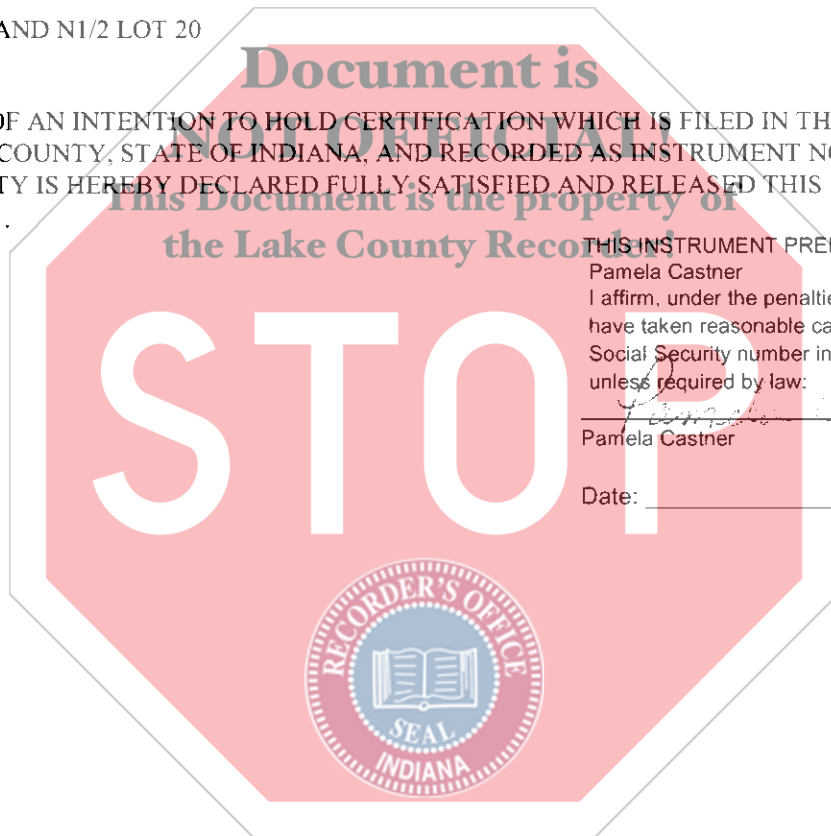 AND N1/2 LOT 20
Document is
OF AN INTENTION TO HOLD CERTIFICATION WHICH IS FILED IN TH
NOT OFFICIAL!
COUNTY, STATE OF INDIANA, AND RECORDED AS INSTRUMENT NO
TY IS HEREBY DECLARED FULLY SATISFIED AND RELEASED THIS
This Document is the property of
the Lake County Recorder!
THIS INSTRUMENT PREP
Pamela Castner
I affirm, under the penaltie
have taken reasonable ca
Social Security number in
unless required by law:
Pamela
Pamela Castner
Date:
STOP
RECORDER'S OFFICE
SEAL
INDIANA